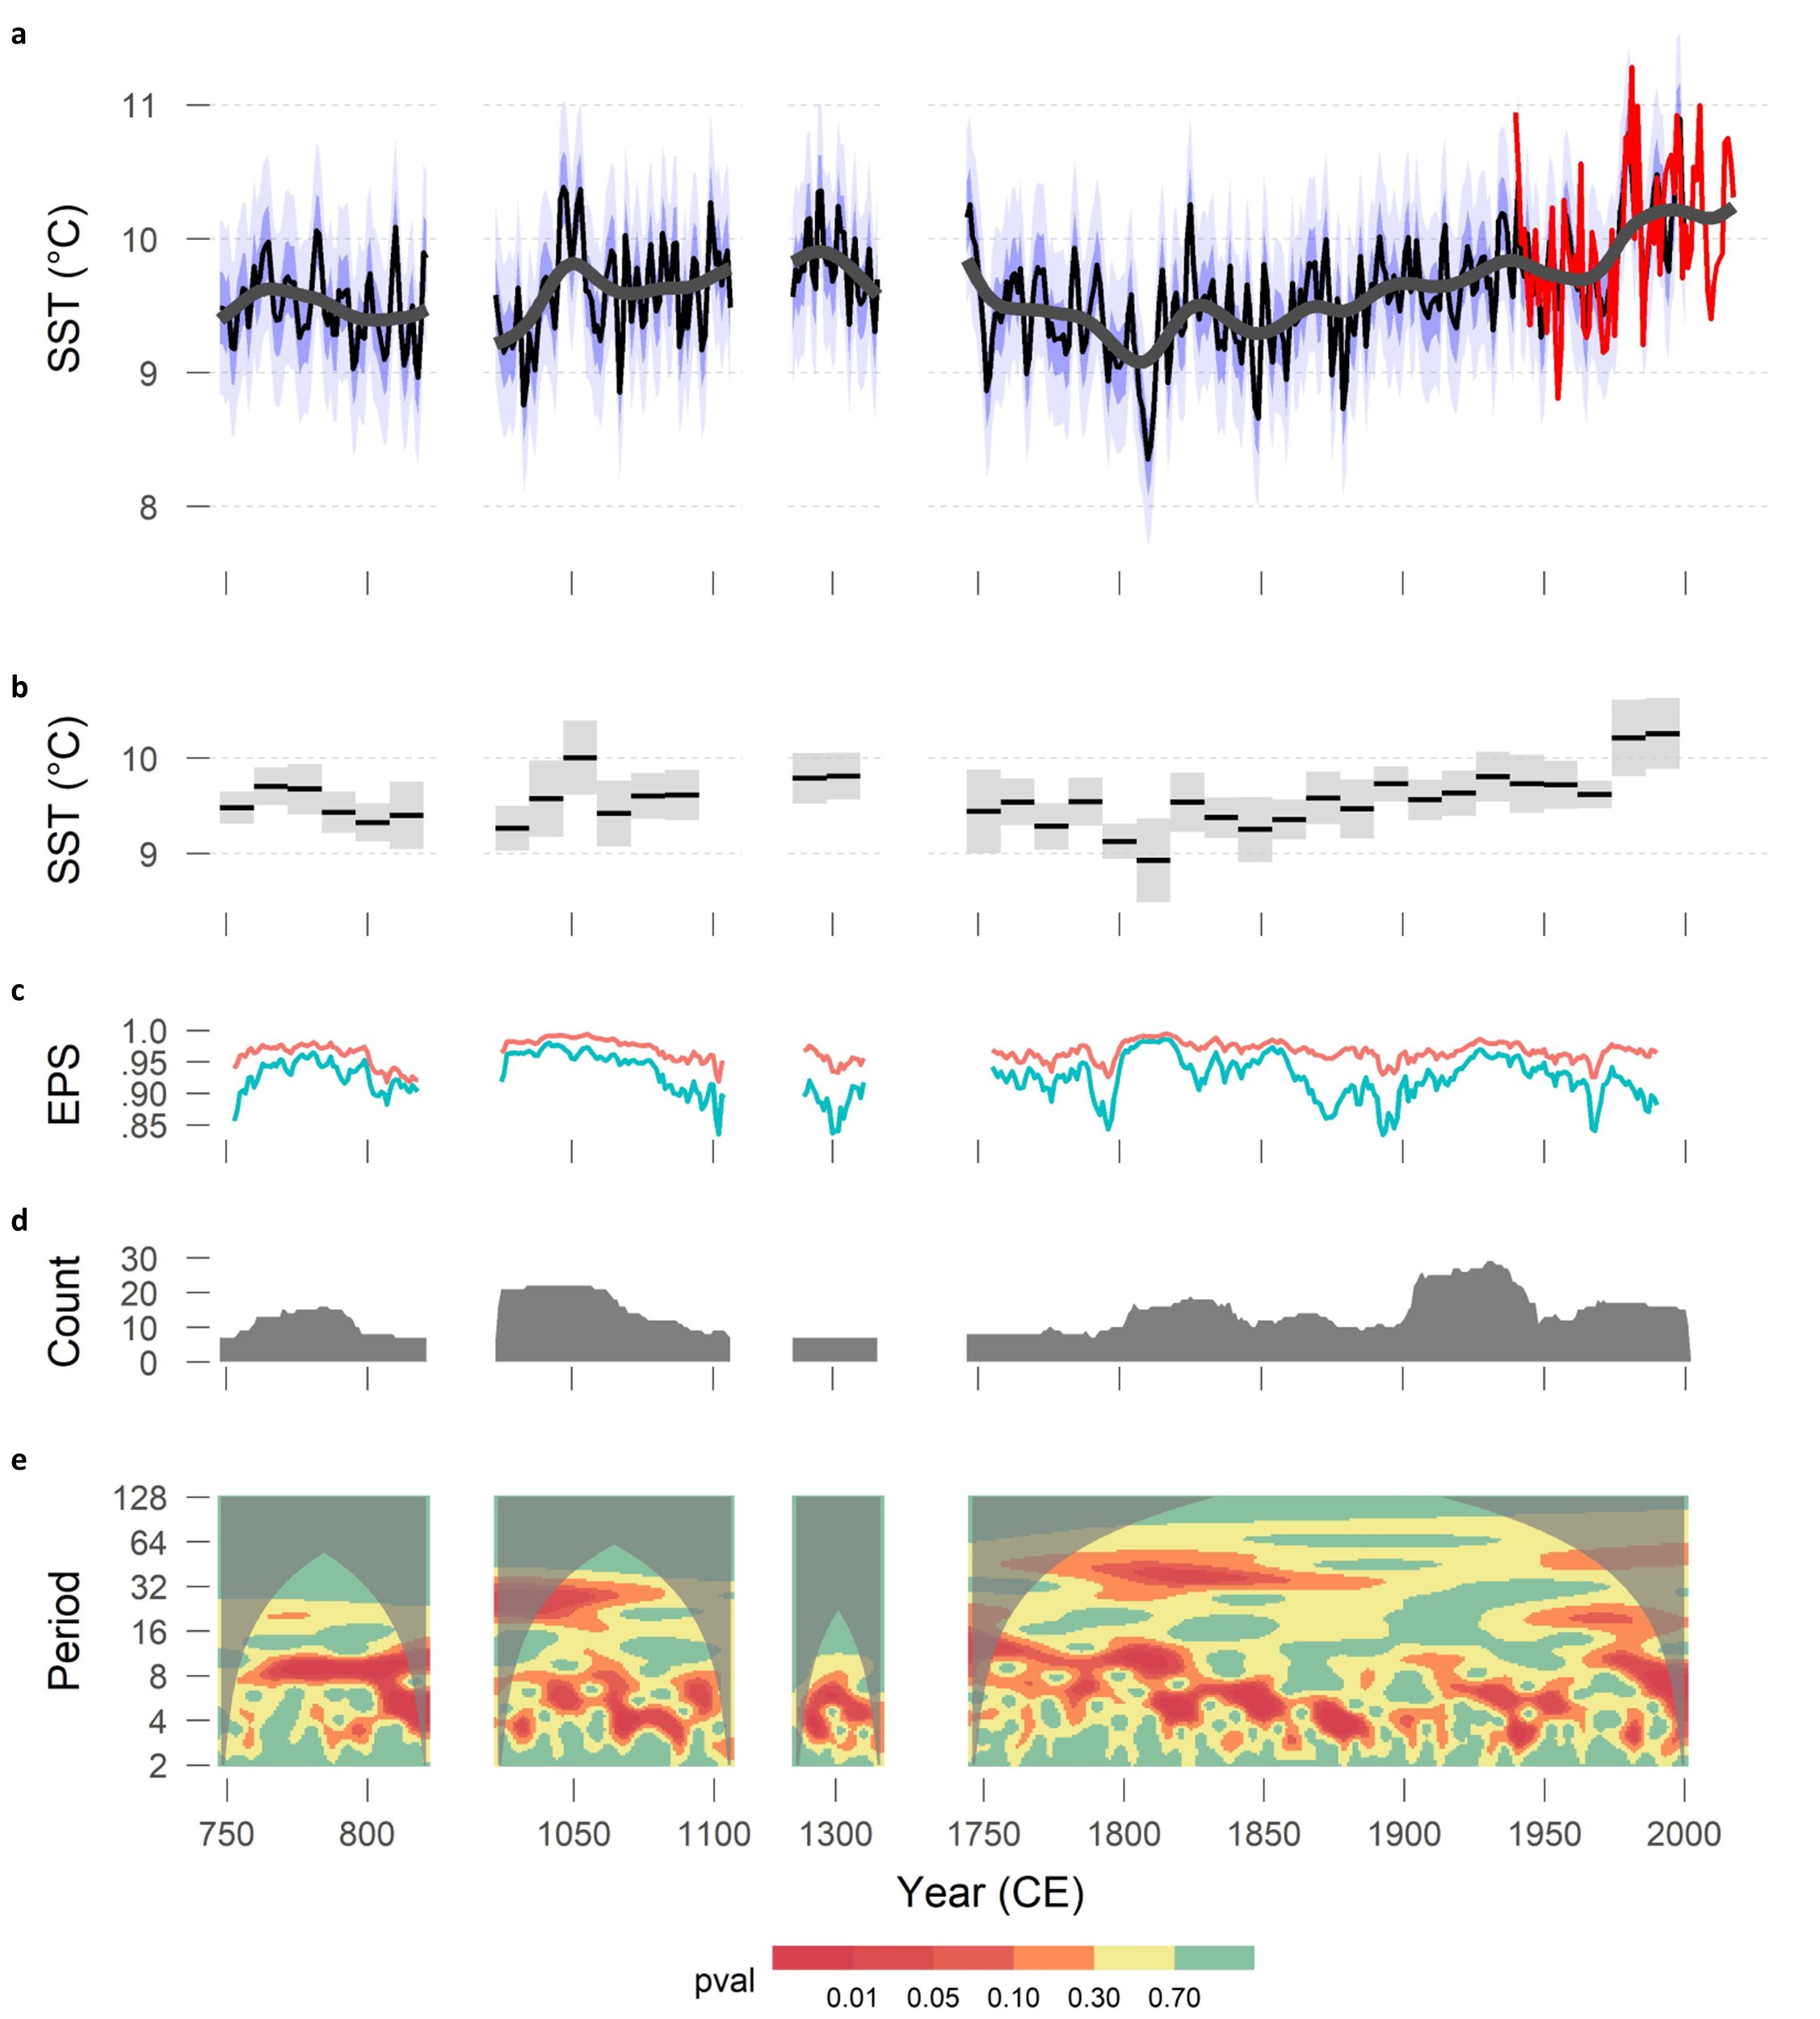 a
11
10
9
8
SST (°C)
b
10
9
SST (°C)
c
1.0
.95
.90
.85
EPS
d
30
20
10
0
Count
e
128
64
32
16
8
4
2
Period
750 800 1050 1100 1300 1750 1800 1850 1900 1950 2000
Year (CE)
pval
0.01 0.05 0.10 0.30 0.70